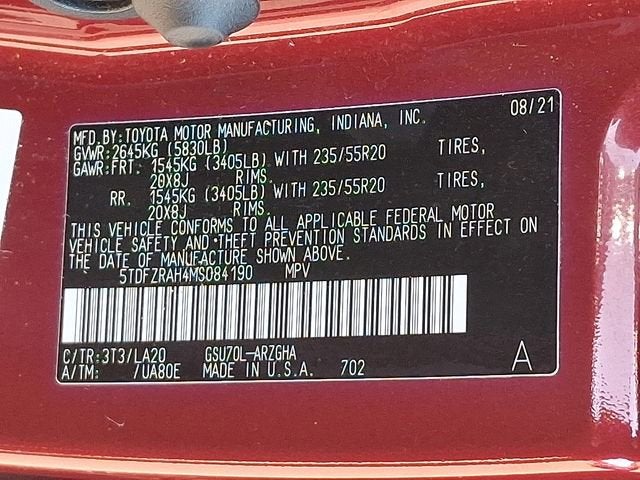 08/21
MFD.BY:TOYOTA MOTOR MANUFACTURING, INDIANA, INC.
GVWR:2645KG (5830LB)
GAWR:FRT. 1545KG (3405LB) WITH 235/55R20 TIRES,
20X8J RIMS.
RR. 1545KG (3405LB) WITH 235/55R20 TIRES,
20X8J RIMS.
THIS VEHICLE CONFORMS TO ALL APPLICABLE FEDERAL MOTOR
VEHICLE SAFETY AND THEFT PREVENTION STANDARDS IN EFFECT ON
THE DATE OF MANUFACTURE SHOWN ABOVE.
5TDFZRAH4MS084190 MPV
C/TR:3T3/LA20 GSU70L-ARZGHA
A/TM: /UA80E MADE IN U.S.A. 702 A